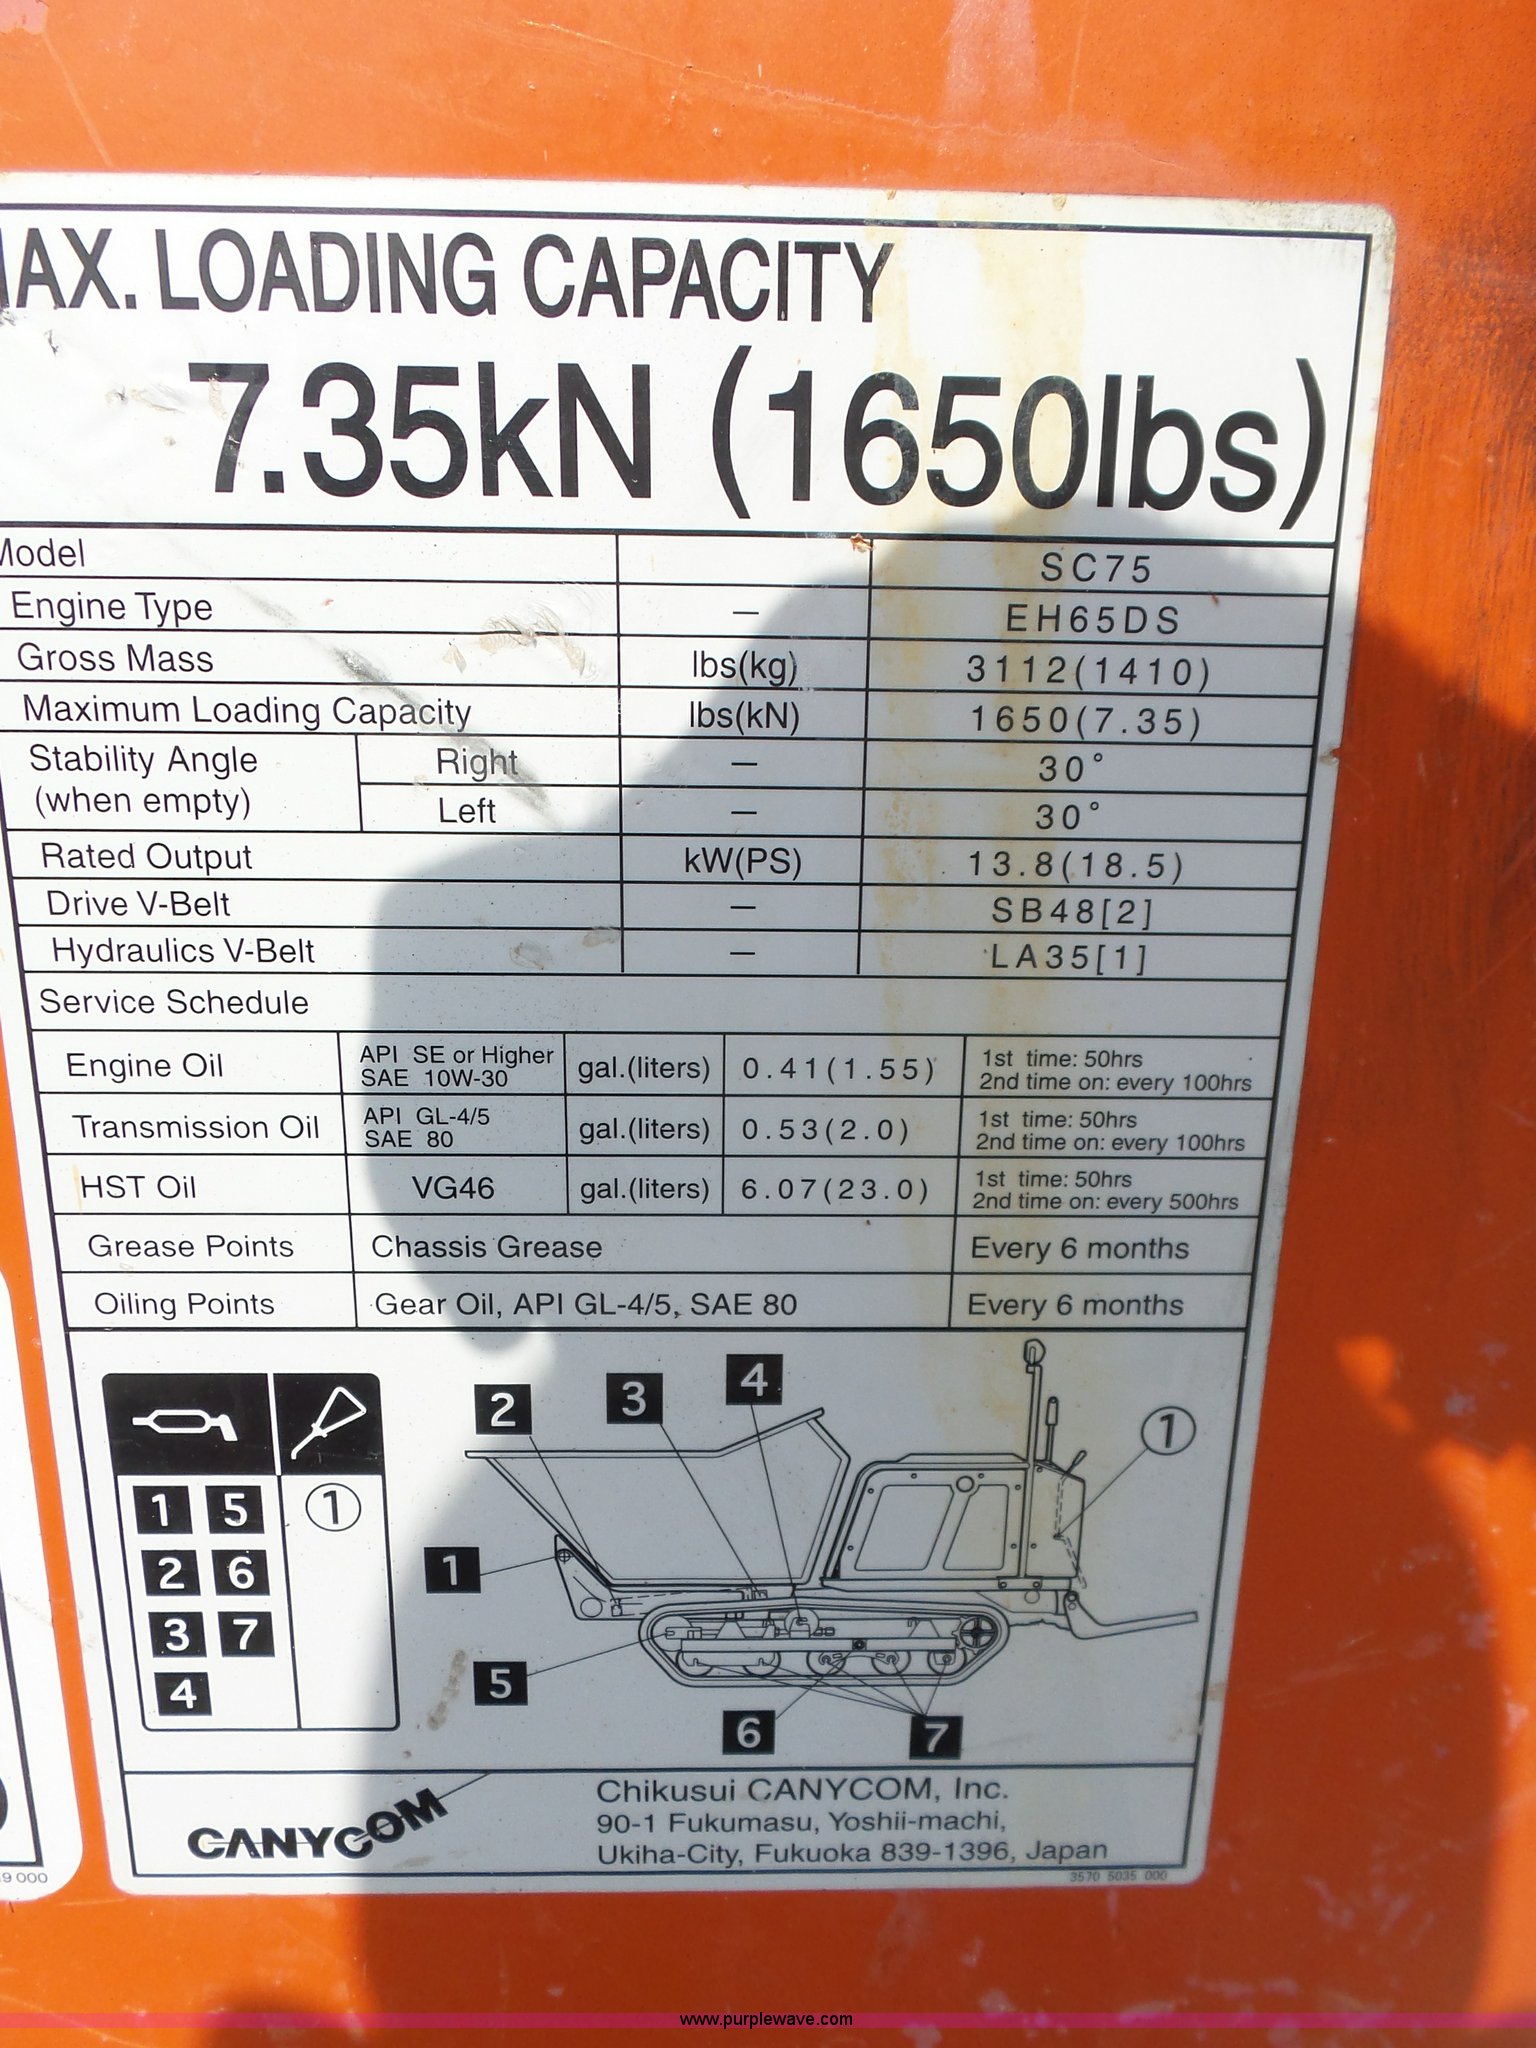 MAX. LOADING CAPACITY
7.35kN (1650lbs)
Model SC75
Engine Type — EH65DS
Gross Mass lbs(kg) 3112(1410)
Maximum Loading Capacity lbs(kN) 1650(7.35)
Stability Angle (when empty) Right — 30°
Left — 30°
Rated Output kW(PS) 13.8(18.5)
Drive V-Belt — SB48[2]
Hydraulics V-Belt — LA35[1]
Service Schedule
Engine Oil API SE or Higher SAE 10W-30 gal.(liters) 0.41(1.55) 1st time: 50hrs 2nd time on: every 100hrs
Transmission Oil API GL-4/5 SAE 80 gal.(liters) 0.53(2.0) 1st time: 50hrs 2nd time on: every 100hrs
HST Oil VG46 gal.(liters) 6.07(23.0) 1st time: 50hrs 2nd time on: every 500hrs
Grease Points Chassis Grease Every 6 months
Oiling Points Gear Oil, API GL-4/5, SAE 80 Every 6 months
1 5 1
2 6
3 7
4
2 3 4 1
1
5
6 7
CANYCOM
Chikusui CANYCOM, Inc.
90-1 Fukumasu, Yoshii-machi,
Ukiha-City, Fukuoka 839-1396, Japan
3570 5035 000
9 000
www.purplewave.com